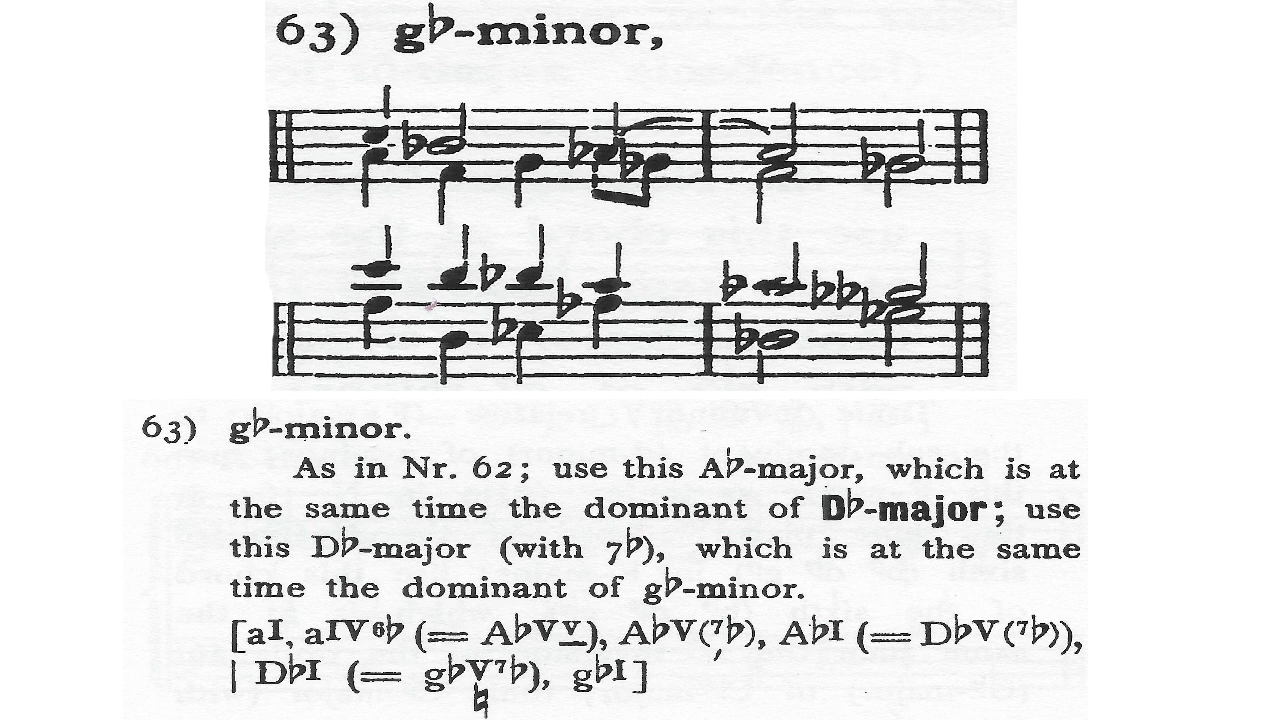 63) g♭-minor,
63) g♭-minor.
As in Nr. 62; use this A♭-major, which is at
the same time the dominant of D♭-major; use
this D♭-major (with 7♭), which is at the same
time the dominant of g♭-minor.
[aI, aIV⁶♭ (= A♭VV), A♭V(⁷♭), A♭I (= D♭V(⁷♭)),
| D♭I (= g♭V⁷♭), g♭I]
♮